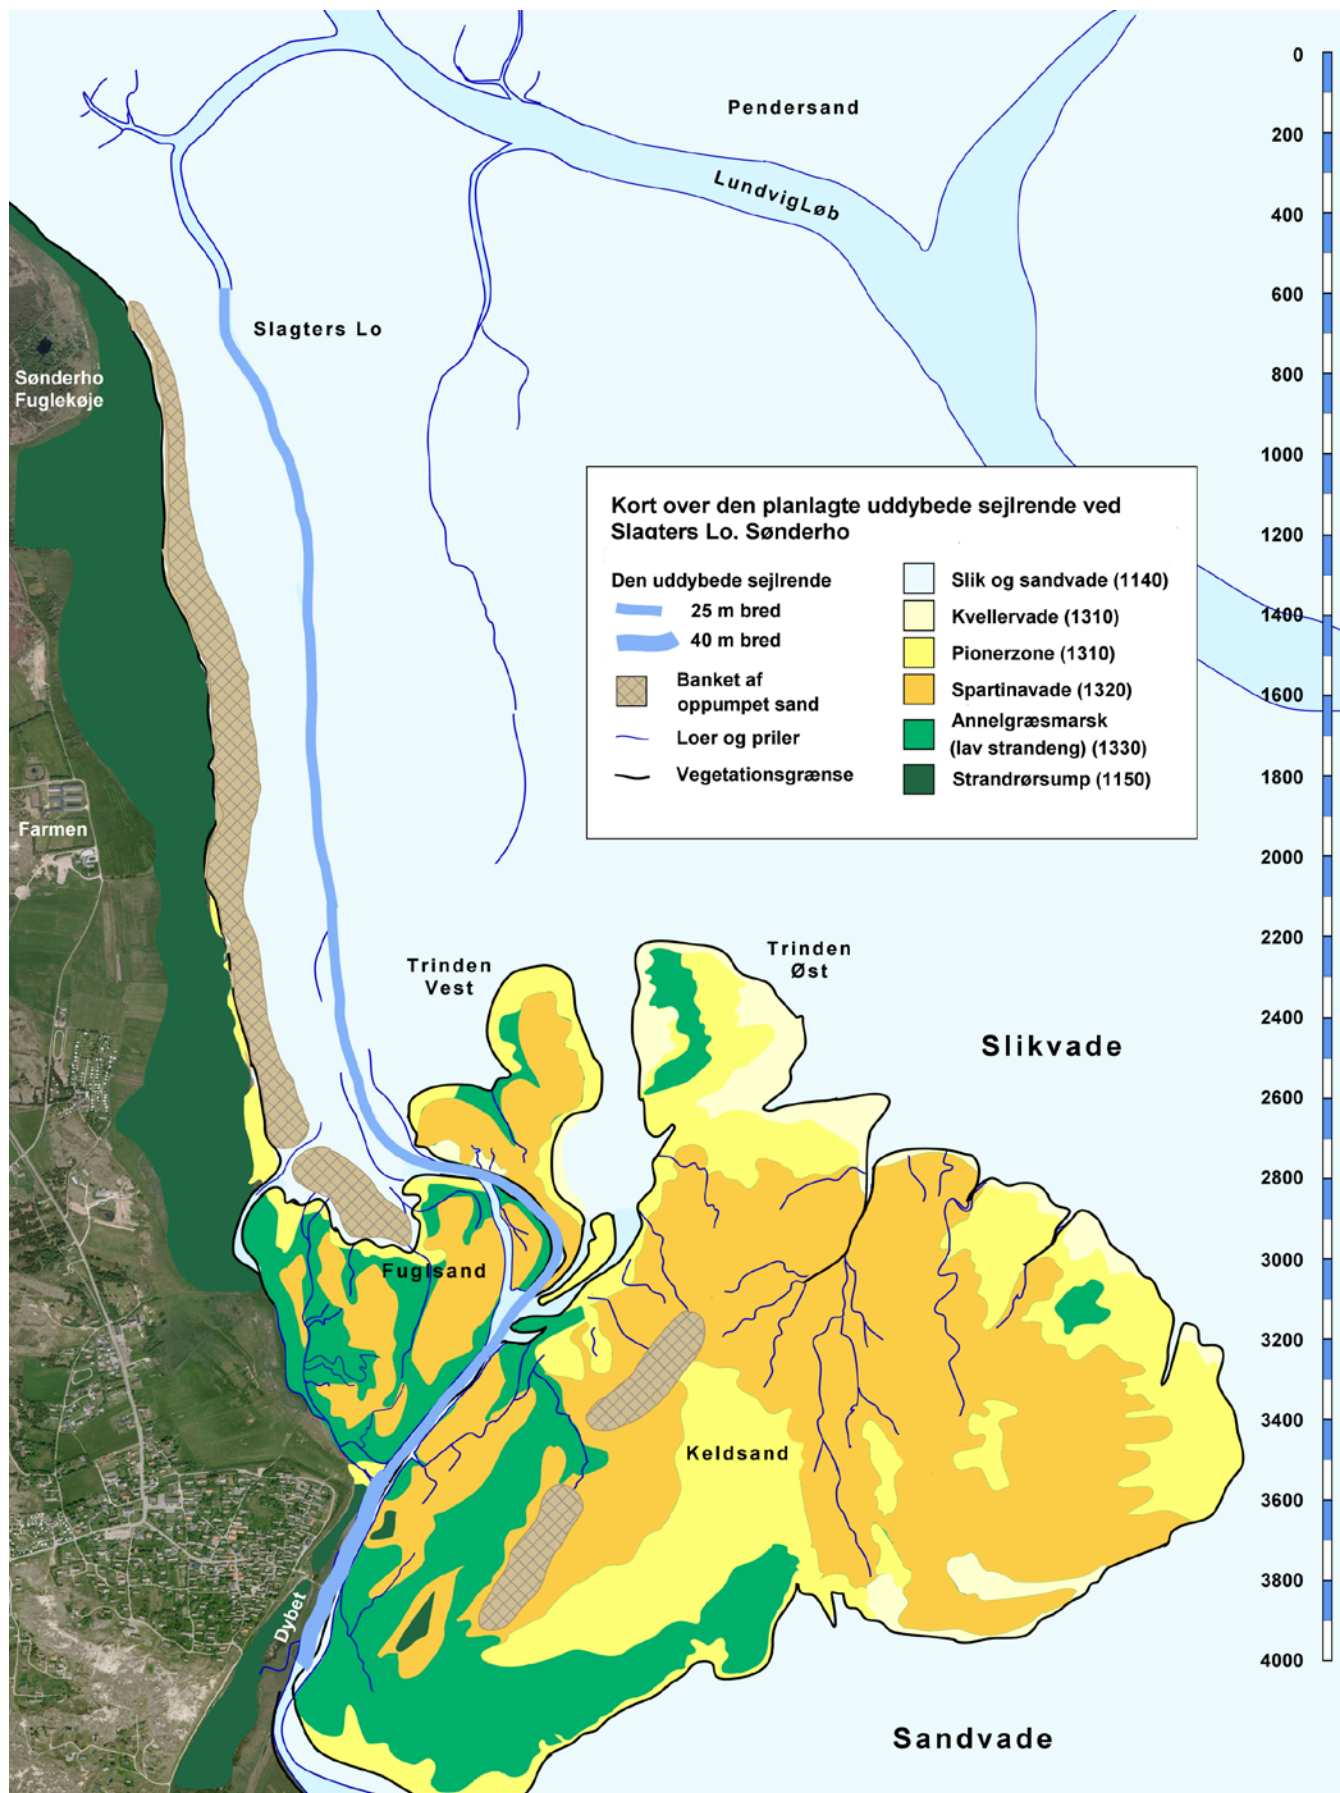 Pendersand
LundvigLøb
Slagters Lo
Sønderho
Fuglekøje
Kort over den planlagte uddybede sejlrende ved
Slagters Lo. Sønderho
Den uddybede sejlrende
25 m bred
40 m bred
Banket af
oppumpet sand
Loer og priler
Vegetationsgrænse
Slik og sandvade (1140)
Kvellervade (1310)
Pionerzone (1310)
Spartinavade (1320)
Annelgræsmarsk
(lav strandeng) (1330)
Strandrørsump (1150)
Farmen
Trinden
Vest
Trinden
Øst
Slikvade
Fuglsand
Keldsand
Dybet
Sandvade
0
200
400
600
800
1000
1200
1400
1600
1800
2000
2200
2400
2600
2800
3000
3200
3400
3600
3800
4000